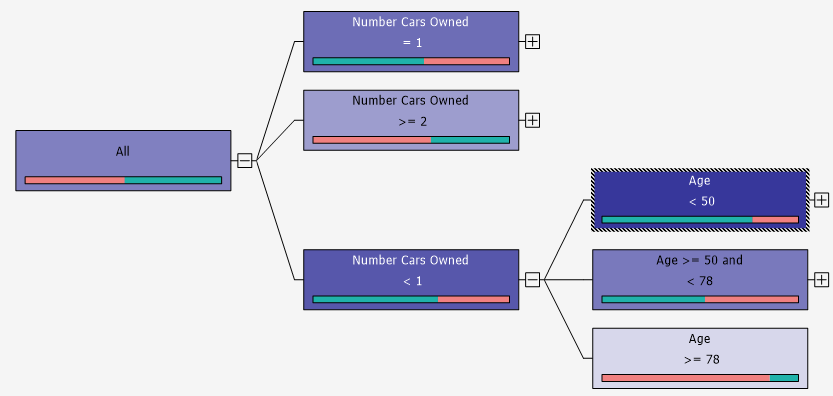 Number Cars Owned
= 1
Number Cars Owned
>= 2
All
Age
< 50
Number Cars Owned
< 1
Age >= 50 and
< 78
Age
>= 78